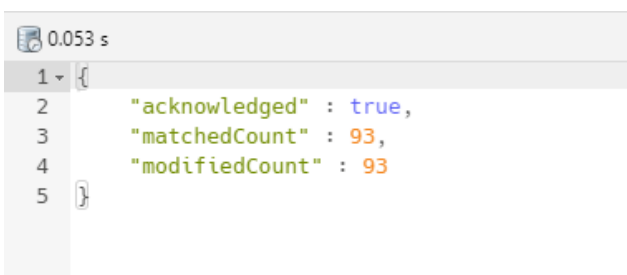 0.053 s
1 {
2 "acknowledged" : true,
3 "matchedCount" : 93,
4 "modifiedCount" : 93
5 }